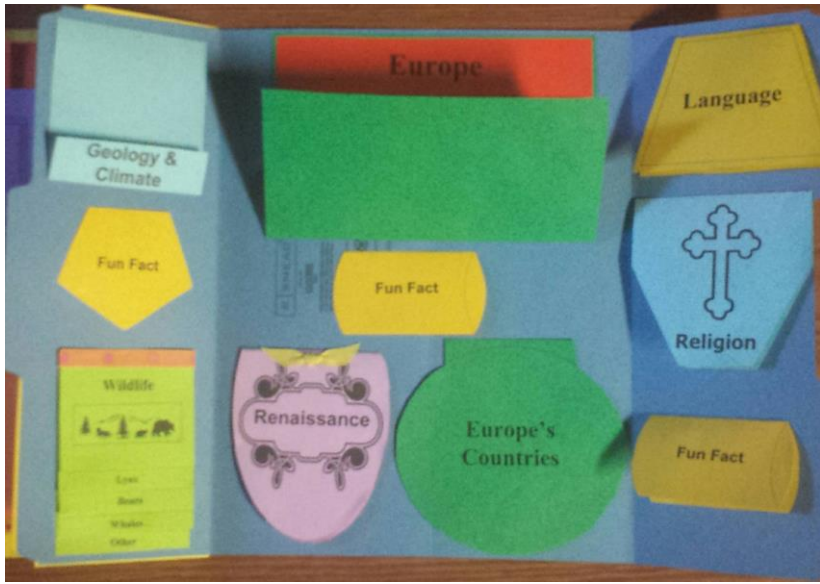 Europe
Geology &
Climate
Language
Fun Fact
Fun Fact
Religion
Wildlife
Renaissance
Europe's
Countries
Fun Fact
Lynx
Bears
Whales
Other